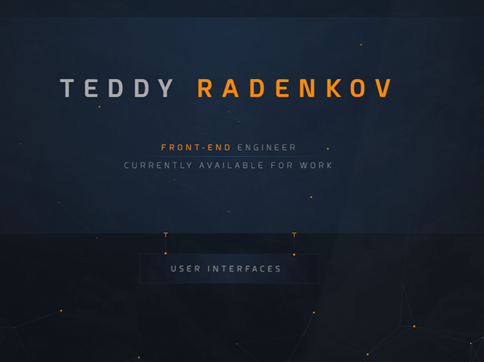 TEDDY RADENKOV
FRONT-END ENGINEER
CURRENTLY AVAILABLE FOR WORK
USER INTERFACES